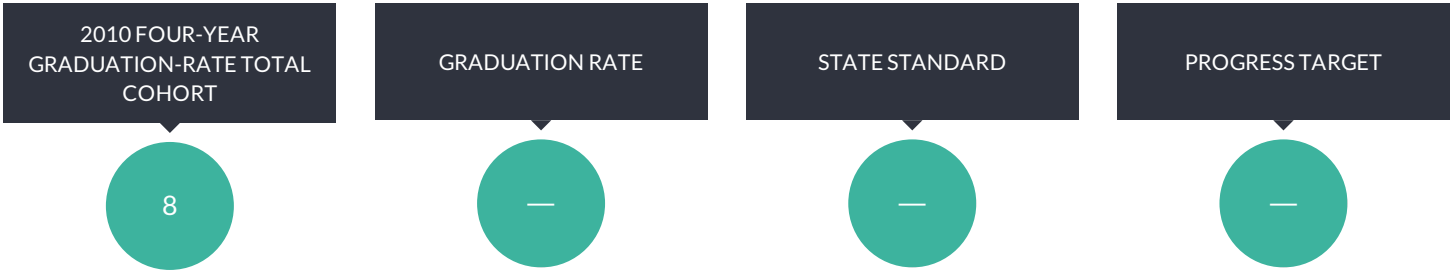 2010 FOUR-YEAR
GRADUATION-RATE TOTAL
COHORT
GRADUATION RATE
STATE STANDARD
PROGRESS TARGET
8
—
—
—